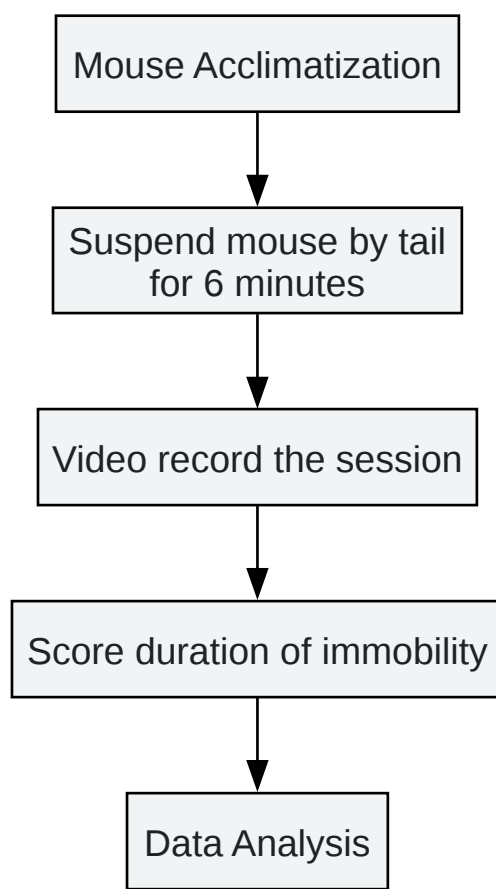 Mouse Acclimatization
Suspend mouse by tail
for 6 minutes
Video record the session
Score duration of immobility
Data Analysis